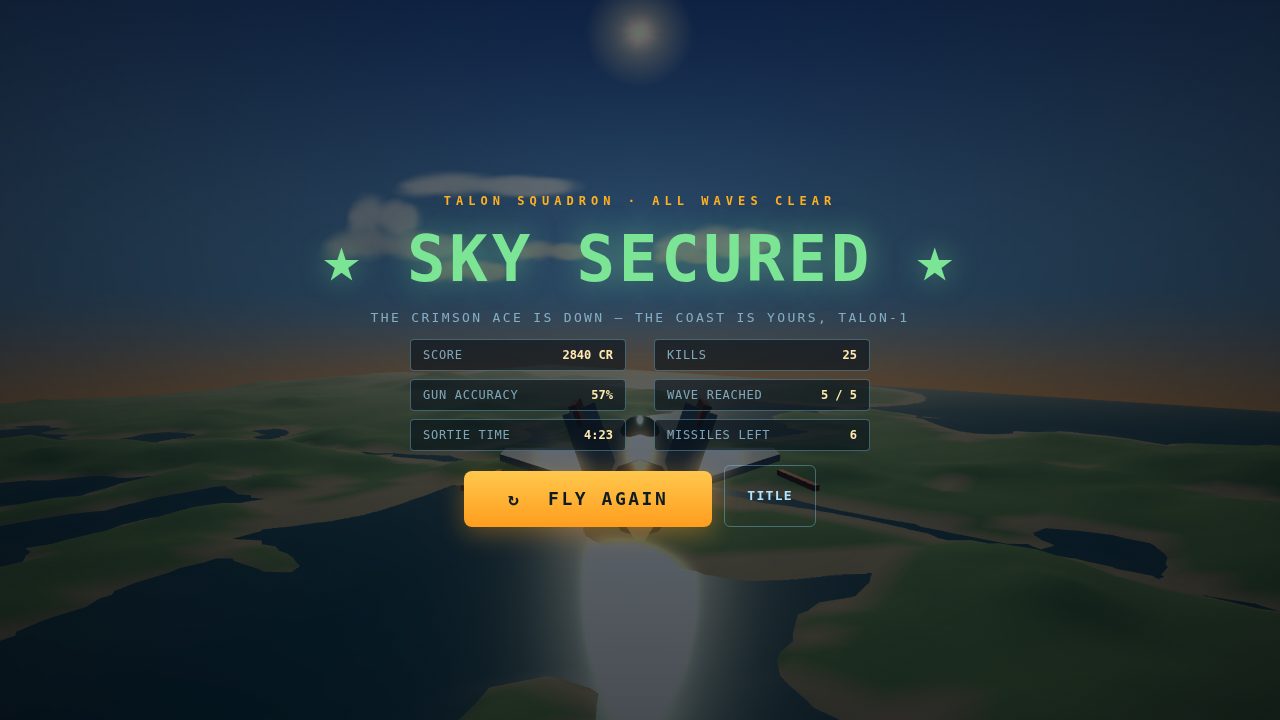 TALON SQUADRON · ALL WAVES CLEAR
★ SKY SECURED ★
THE CRIMSON ACE IS DOWN — THE COAST IS YOURS, TALON-1
SCORE 2840 CR
KILLS 25
GUN ACCURACY 57%
WAVE REACHED 5 / 5
SORTIE TIME 4:23
MISSILES LEFT 6
↻ FLY AGAIN
TITLE